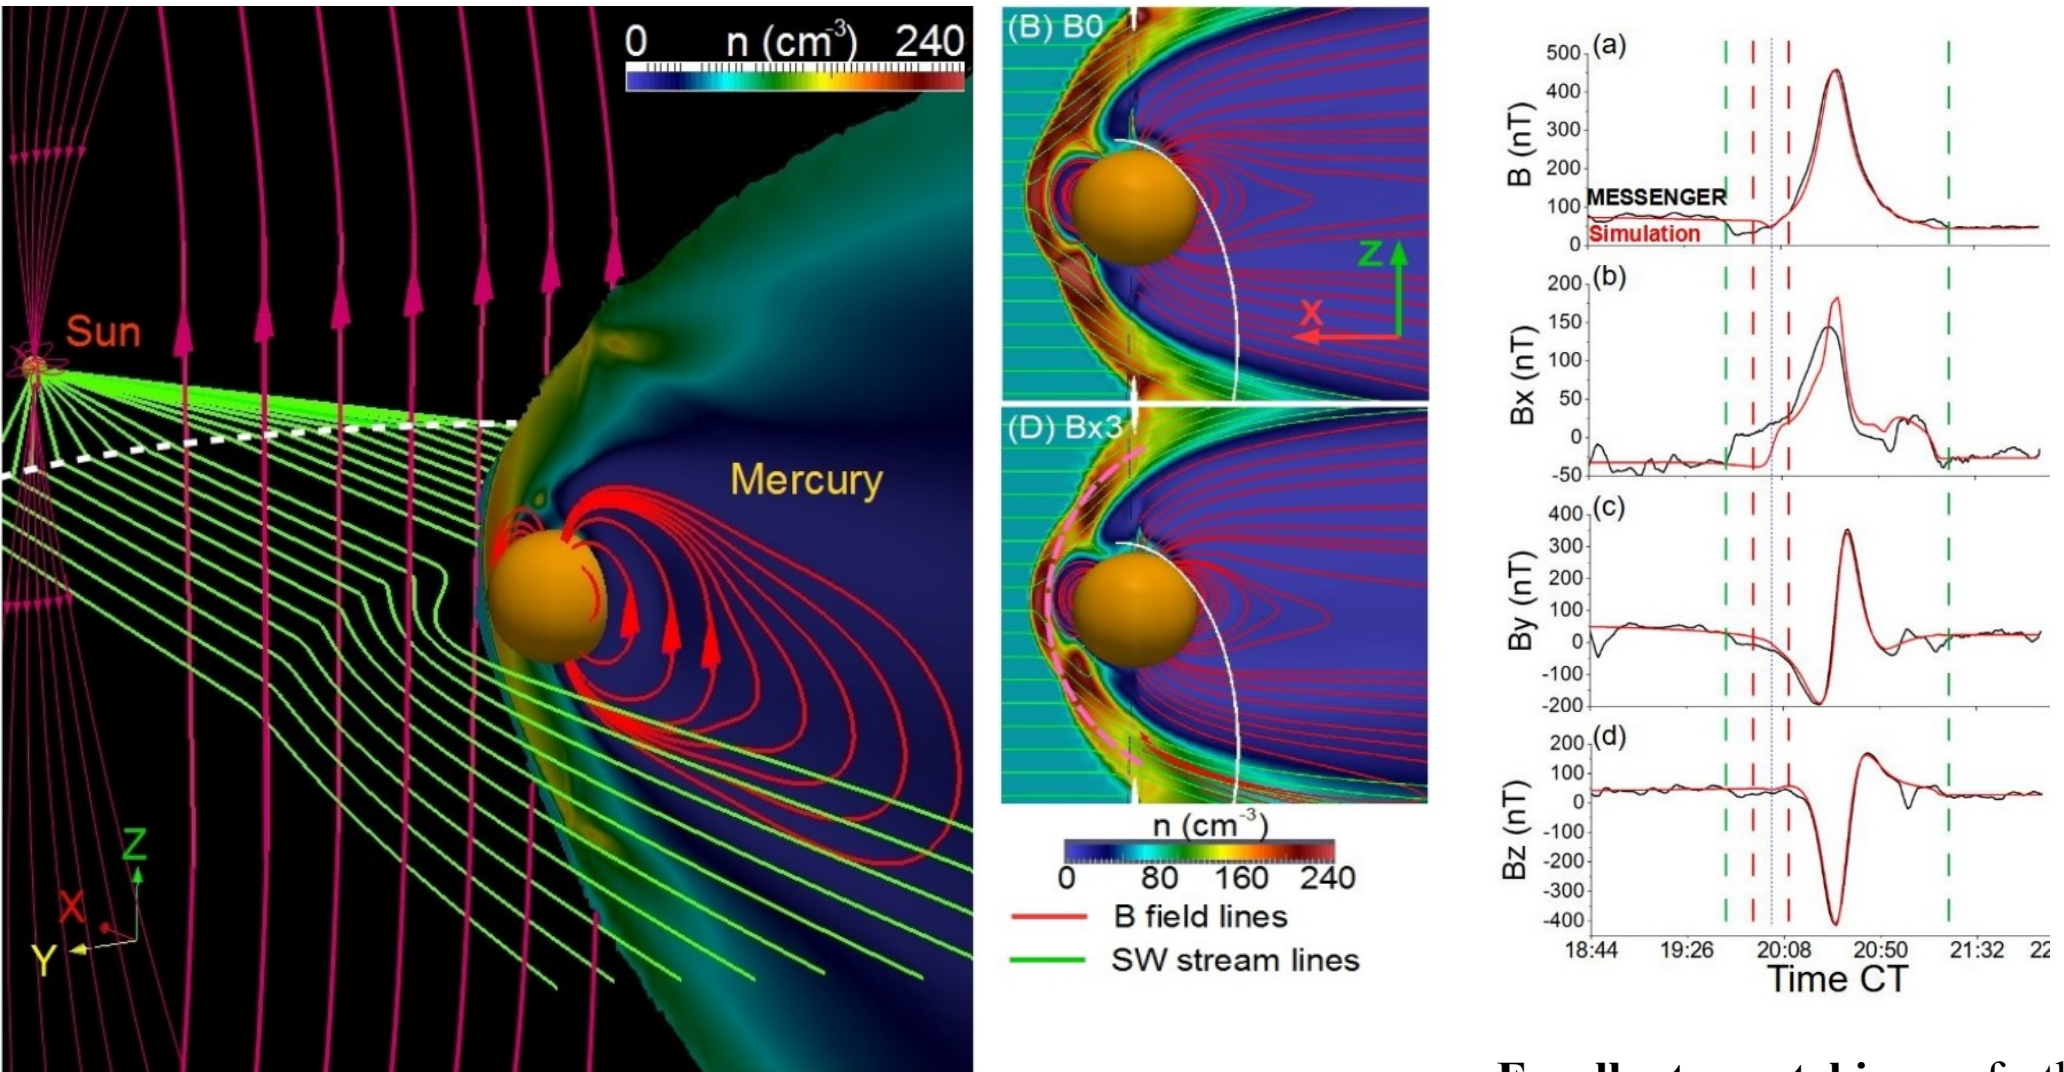 0 n (cm-3) 240
Sun
Mercury
Z
X
Y
(B) B0
Z
X
(D) Bx3
n (cm-3)
0 80 160 240
B field lines
SW stream lines
(a)
B (nT)
500
400
300
200
100
0
MESSENGER
Simulation
(b)
Bx (nT)
200
150
100
50
0
-50
(c)
By (nT)
400
300
200
100
0
-100
-200
(d)
Bz (nT)
200
100
0
-100
-200
-300
-400
18:44 19:26 20:08 20:50 21:32 22
Time CT